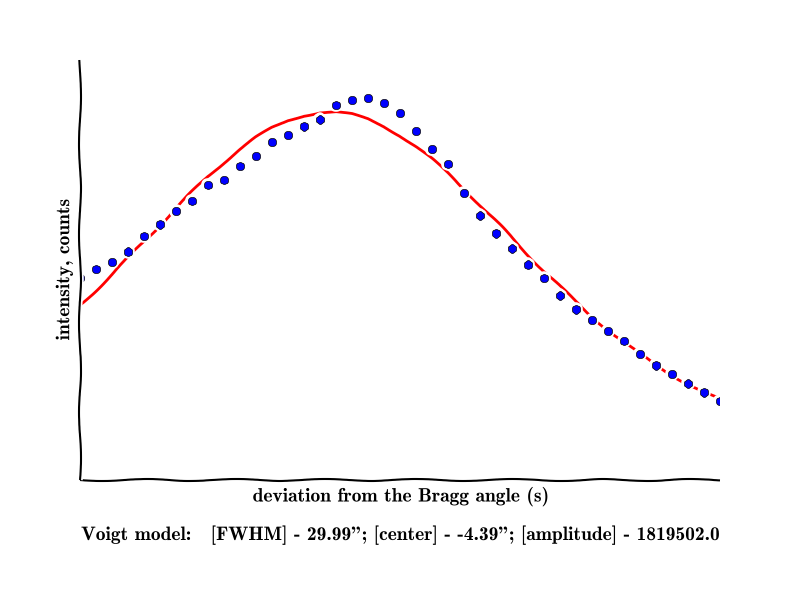 intensity, counts
deviation from the Bragg angle (s)
Voigt model: [FWHM] - 29.99”; [center] - -4.39”; [amplitude] - 1819502.0